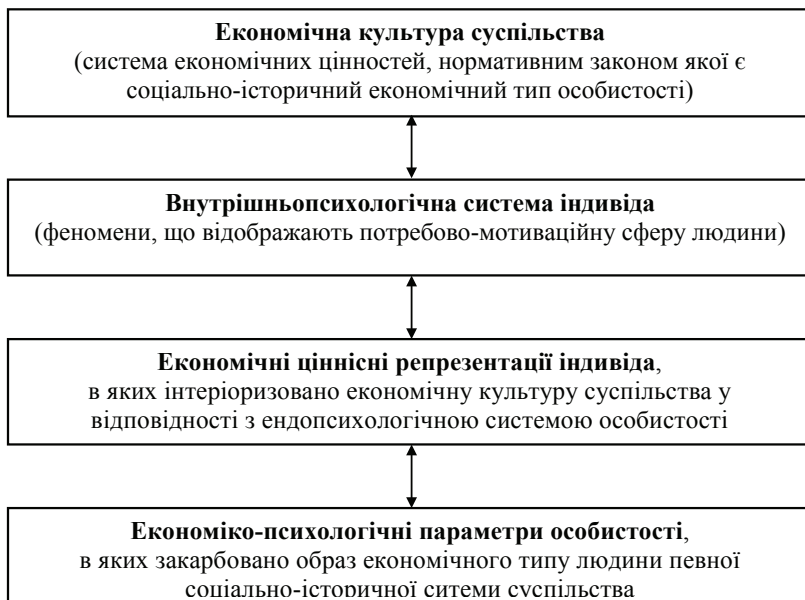 Економічна культура суспільства
(система економічних цінностей, нормативним законом якої є
соціально-історичний економічний тип особистості)
Внутрішньопсихологічна система індивіда
(феномени, що відображають потребово-мотиваційну сферу людини)
Економічні ціннісні репрезентації індивіда,
в яких інтеріоризовано економічну культуру суспільства у
відповідності з ендопсихологічною системою особистості
Економіко-психологічні параметри особистості,
в яких закарбовано образ економічного типу людини певної
соціально-історичної ситеми суспільства